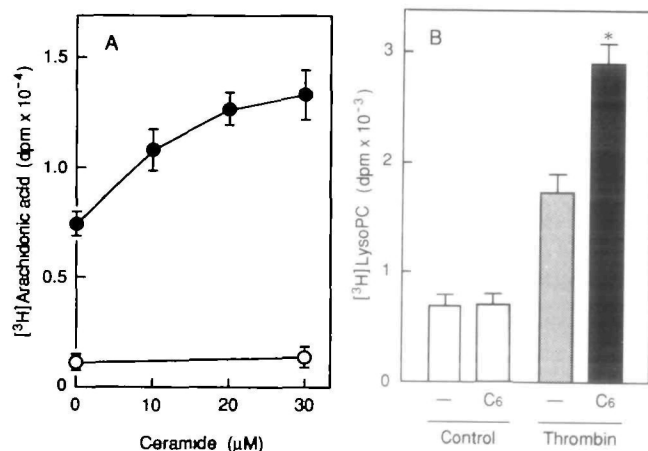 A
1.5
1.0
0.5
0
[³H]Arachidonic acid (dpm x 10⁻⁴)
0 10 20 30
Ceramide (μM)
B
*
3
2
1
0
[³H] LysoPC (dpm x 10⁻³)
— C₆ — C₆
Control Thrombin